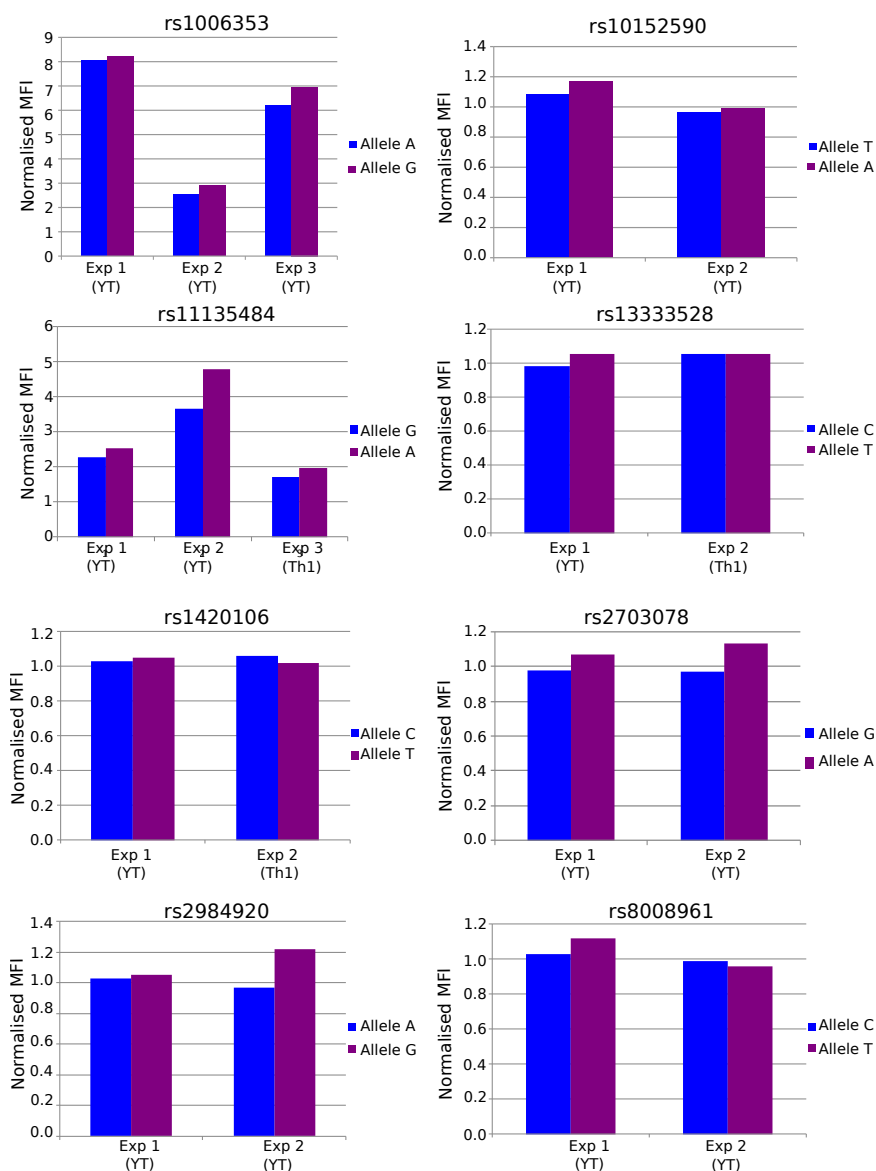 rs1006353
Normalised MFI
9
8
7
6
5
4
3
2
1
0
Exp 1 Exp 2 Exp 3
(YT) (YT) (YT)
Allele A
Allele G
rs10152590
Normalised MFI
1.4
1.2
1.0
0.8
0.6
0.4
0.2
0.0
Exp 1 Exp 2
(YT) (YT)
Allele T
Allele A
rs11135484
Normalised MFI
6
5
4
3
2
1
0
Exp 1 Exp 2 Exp 3
(YT) (YT) (Th1)
Allele G
Allele A
rs13333528
Normalised MFI
1.2
1.0
0.8
0.6
0.4
0.2
0.0
Exp 1 Exp 2
(YT) (Th1)
Allele C
Allele T
rs1420106
Normalised MFI
1.2
1.0
0.8
0.6
0.4
0.2
0.0
Exp 1 Exp 2
(YT) (Th1)
Allele C
Allele T
rs2703078
Normalised MFI
1.2
1.0
0.8
0.6
0.4
0.2
0.0
Exp 1 Exp 2
(YT) (YT)
Allele G
Allele A
rs2984920
Normalised MFI
1.4
1.2
1.0
0.8
0.6
0.4
0.2
0.0
Exp 1 Exp 2
(YT) (YT)
Allele A
Allele G
rs8008961
Normalised MFI
1.2
1.0
0.8
0.6
0.4
0.2
0.0
Exp 1 Exp 2
(YT) (YT)
Allele C
Allele T